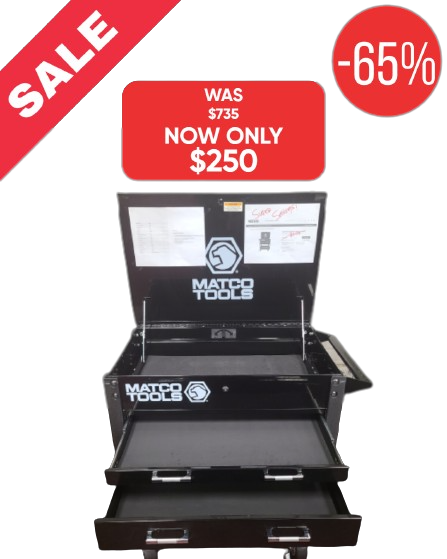 SALE
-65%
WAS
$735
NOW ONLY
$250
MATCO
TOOLS
MATCO
TOOLS